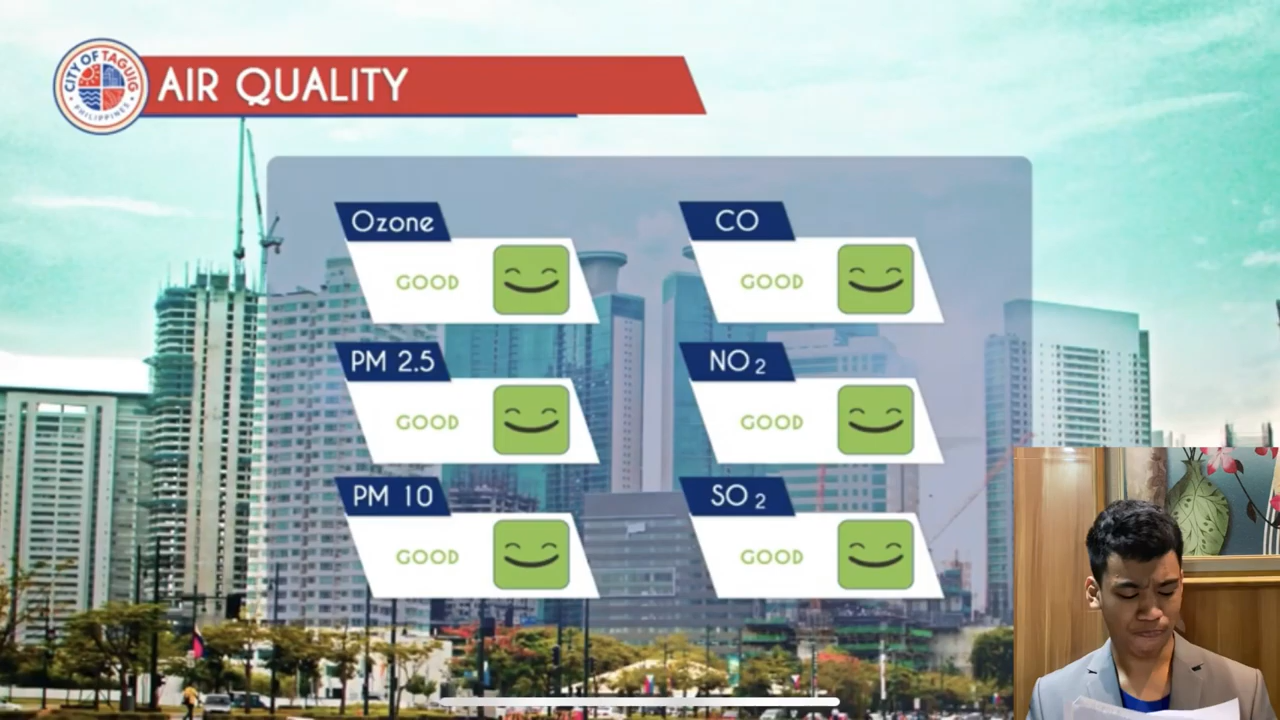 CITY OF TAGUIG
PHILIPPINES
AIR QUALITY
Ozone
GOOD
CO
GOOD
PM 2.5
GOOD
NO₂
GOOD
PM 10
GOOD
SO₂
GOOD